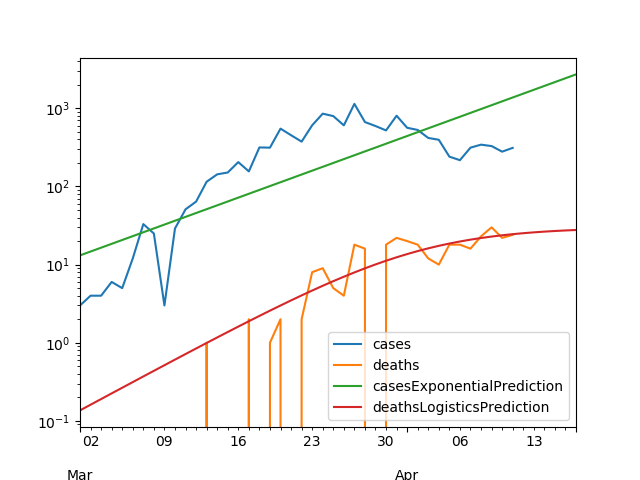 10³
10²
10¹
10⁰
10⁻¹
cases
deaths
casesExponentialPrediction
deathsLogisticsPrediction
02 09 16 23 30 06 13
Mar Apr